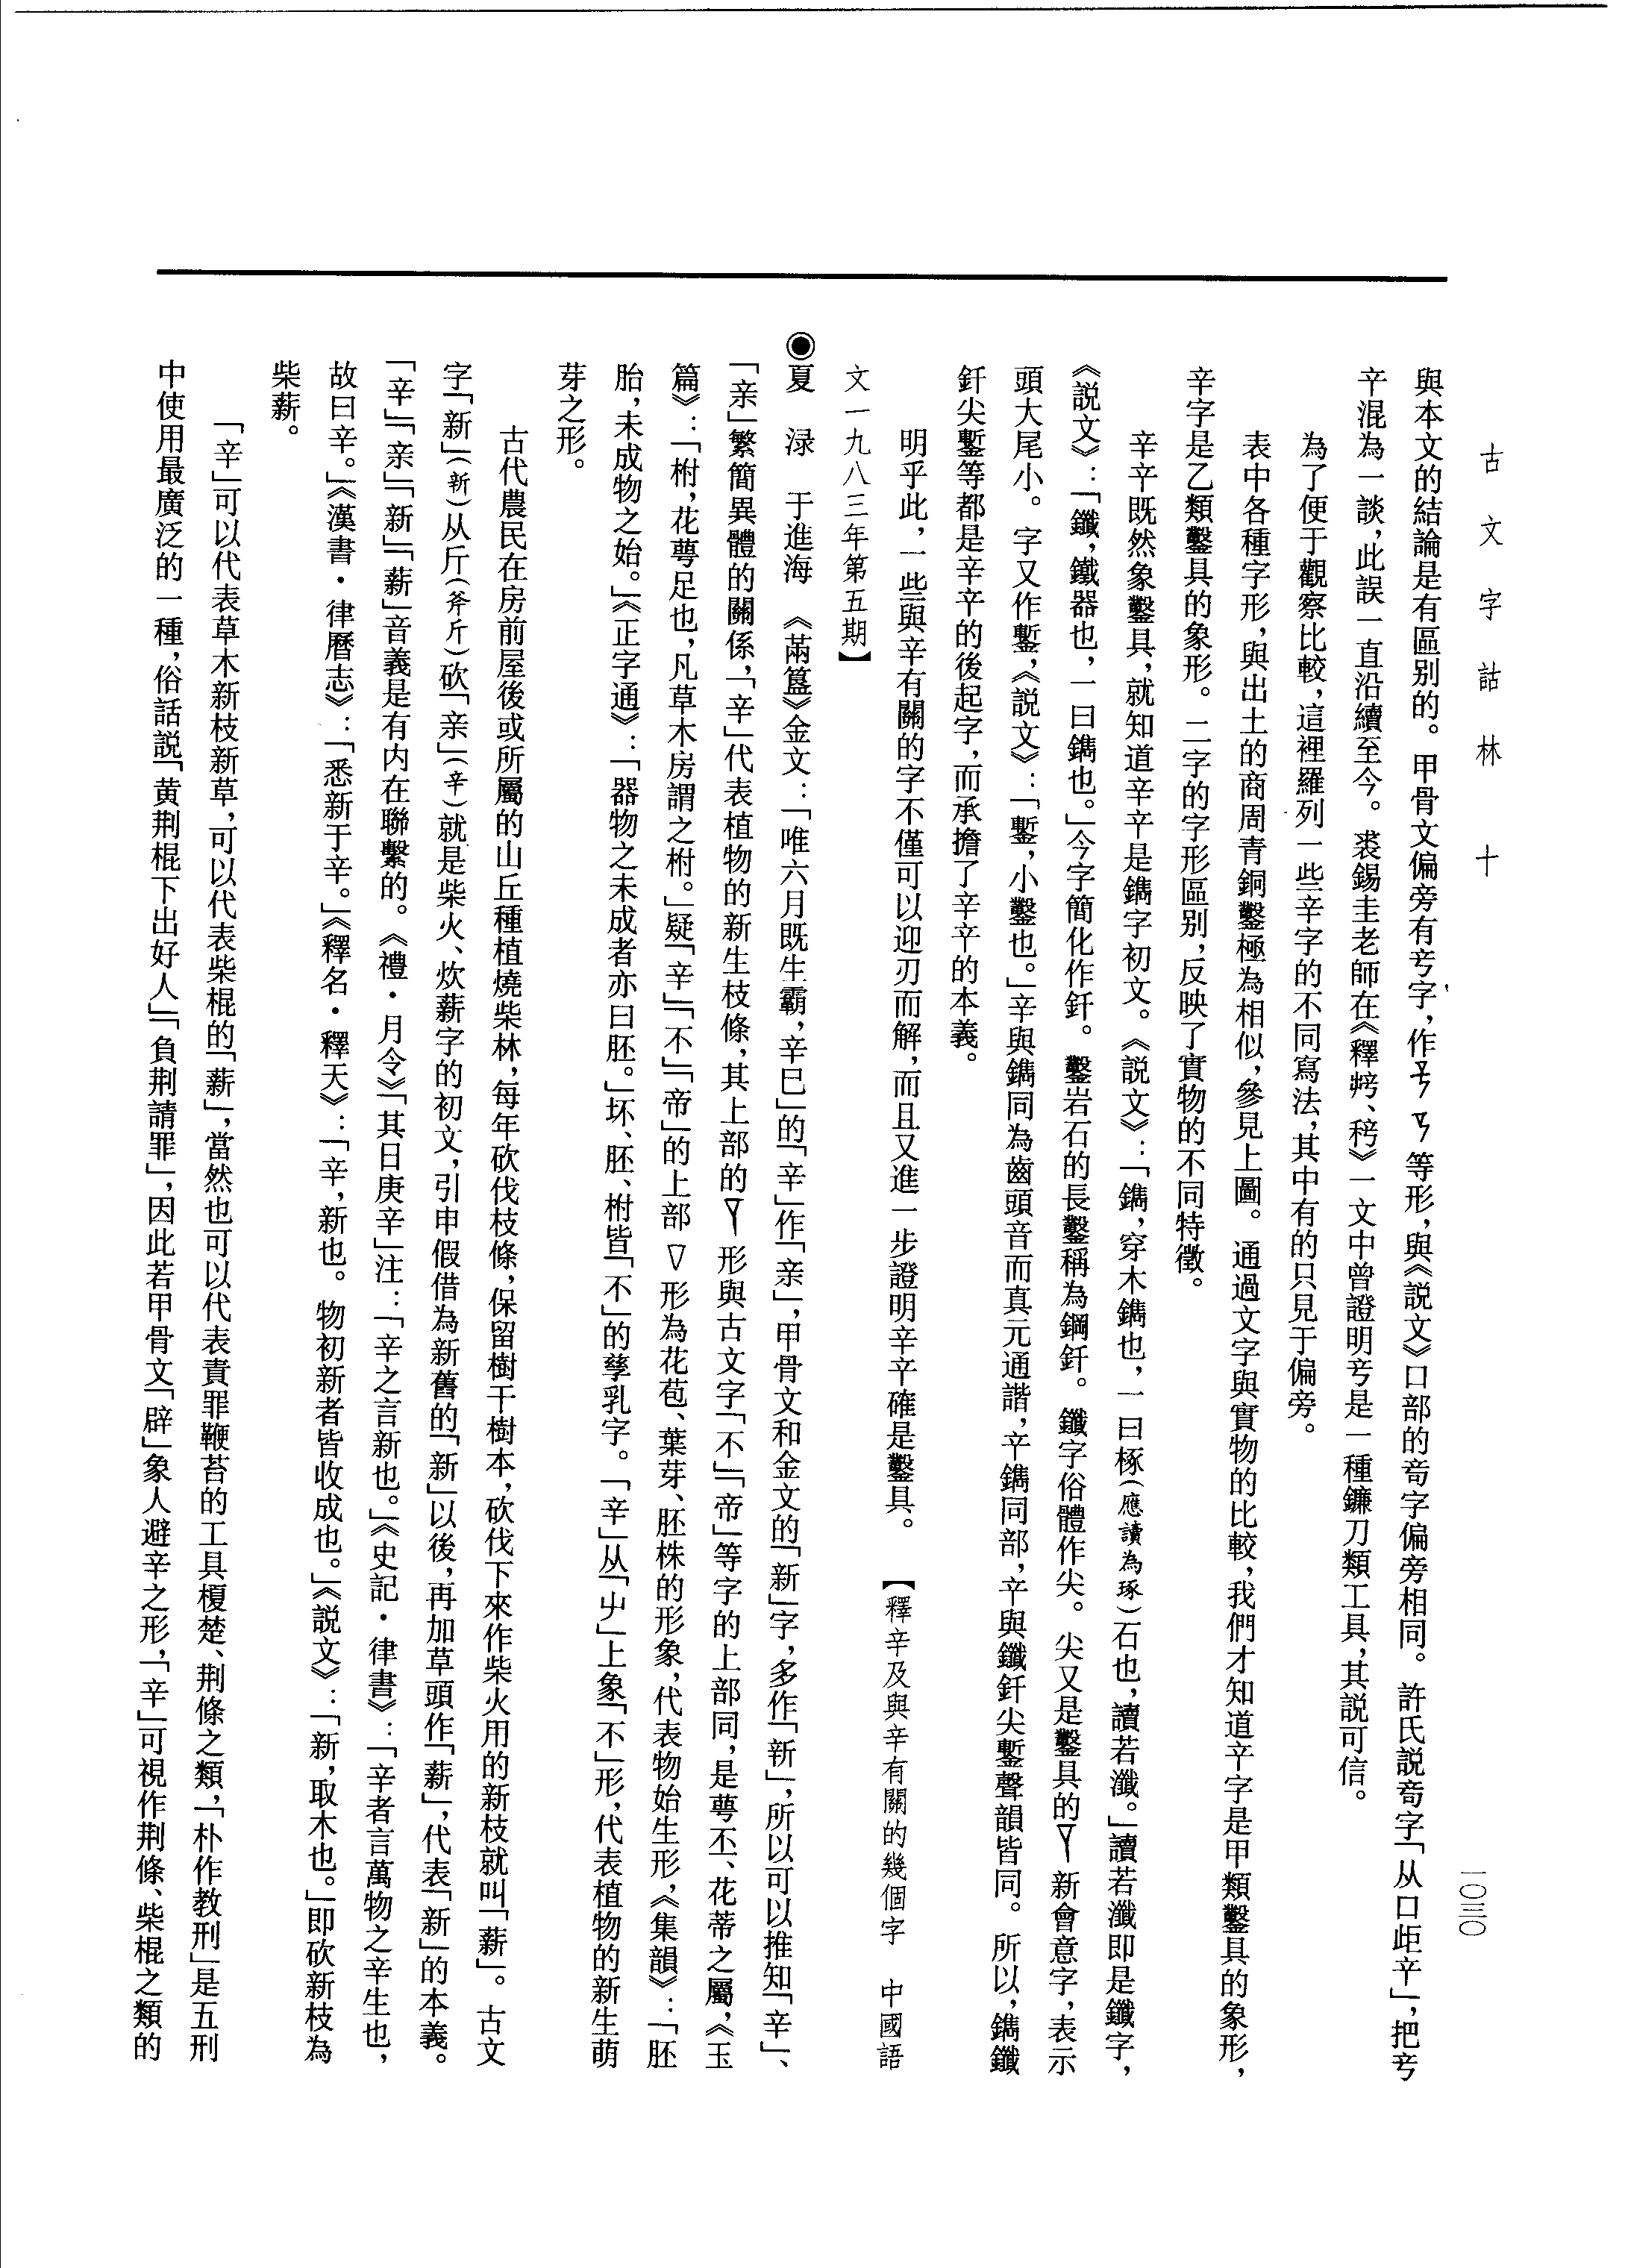 古文字詁林 十
一〇三〇
與本文的結論是有區别的。甲骨文偏旁有䇂字，作等形，與《説文》口部的䇂字偏旁相同。許氏説字「从口歫䇂」，把
䇂混為一談，此誤一直沿續至今。裘錫圭老師在《釋、》一文中曾證明是一種鐮刀類工具，其説可信。
為了便于觀察比較，這裡羅列一些辛字的不同寫法，其中有的只見于偏旁。
表中各種字形，與出土的商周青銅鑿極為相似，參見上圖。通過文字與實物的比較，我們才知道䇂字是甲類鑿具的象形，
辛字是乙類鑿具的象形。二字的字形區别，反映了實物的不同特徵。
辛䇂既然象鑿具，就知道辛䇂是鐫字初文。《説文》：「鐫，穿木鐫也，一曰椓（應讀為琢）石也，讀若瀸。」讀若瀸即是鑯字，
《説文》：「鑯，鐵器也，一曰鐫也。」今字簡化作釺。鑿岩石的長鑿稱為鋼釺。鑯字俗體作尖。尖又是鑿具的新會意字，表示
頭大尾小。字又作鏨，《説文》：「鏨，小鑿也。」辛與鐫同為齒頭音而真元通諧，䇂鐫同部，䇂與鑯釺尖鏨聲韻皆同。所以，鐫鑯
釺尖鏨等都是辛䇂的後起字，而承擔了辛䇂的本義。
明乎此，一些與辛有關的字不僅可以迎刃而解，而且又進一步證明辛䇂確是鑿具。【釋辛及與辛有關的幾個字 中國語
文一九八三年第五期】
◉夏 渌 于進海 《㒼簋》金文：「唯六月既生霸，辛巳」的「辛」作「亲」，甲骨文和金文的「新」字，多作「新」，所以可以推知「辛」、
「亲」繁簡異體的關係，「辛」代表植物的新生枝條，其上部的形與古文字「不」「帝」等字的上部同，是萼丕、花蒂之屬，《玉
篇》：「柎，花萼足也，凡草木房謂之柎。」疑「辛」「不」「帝」的上部▽形為花苞、葉芽、胚株的形象，代表物始生形，《集韻》：「胚
胎，未成物之始。」《正字通》：「器物之未成者亦曰胚。」坏、胚、柎皆「不」的孳乳字。「辛」从「屮」上象「不」形，代表植物的新生萌
芽之形。
古代農民在房前屋後或所屬的山丘種植燒柴林，每年砍伐枝條，保留樹干樹本，砍伐下來作柴火用的新枝就叫「薪」。古文
字「新」（新）从斤（斧斤）砍「亲」（辛）就是柴火、炊薪字的初文，引申假借為新舊的「新」以後，再加草頭作「薪」，代表「新」的本義。
「辛」「亲」「新」「薪」音義是有内在聯繫的。《禮·月令》「其日庚辛」注：「辛之言新也。」《史記·律書》：「辛者言萬物之辛生也，
故曰辛。」《漢書·律曆志》：「悉新于辛。」《釋名·釋天》：「辛，新也。物初新者皆收成也。」《説文》：「新，取木也。」即砍新枝為
柴薪。
「辛」可以代表草木新枝新草，可以代表柴棍的「薪」，當然也可以代表責罪鞭苔的工具榎楚、荆條之類，「朴作教刑」是五刑
中使用最廣泛的一種，俗話説「黄荆棍下出好人」「負荆請罪」，因此若甲骨文「辟」象人避辛之形，「辛」可視作荆條、柴棍之類的